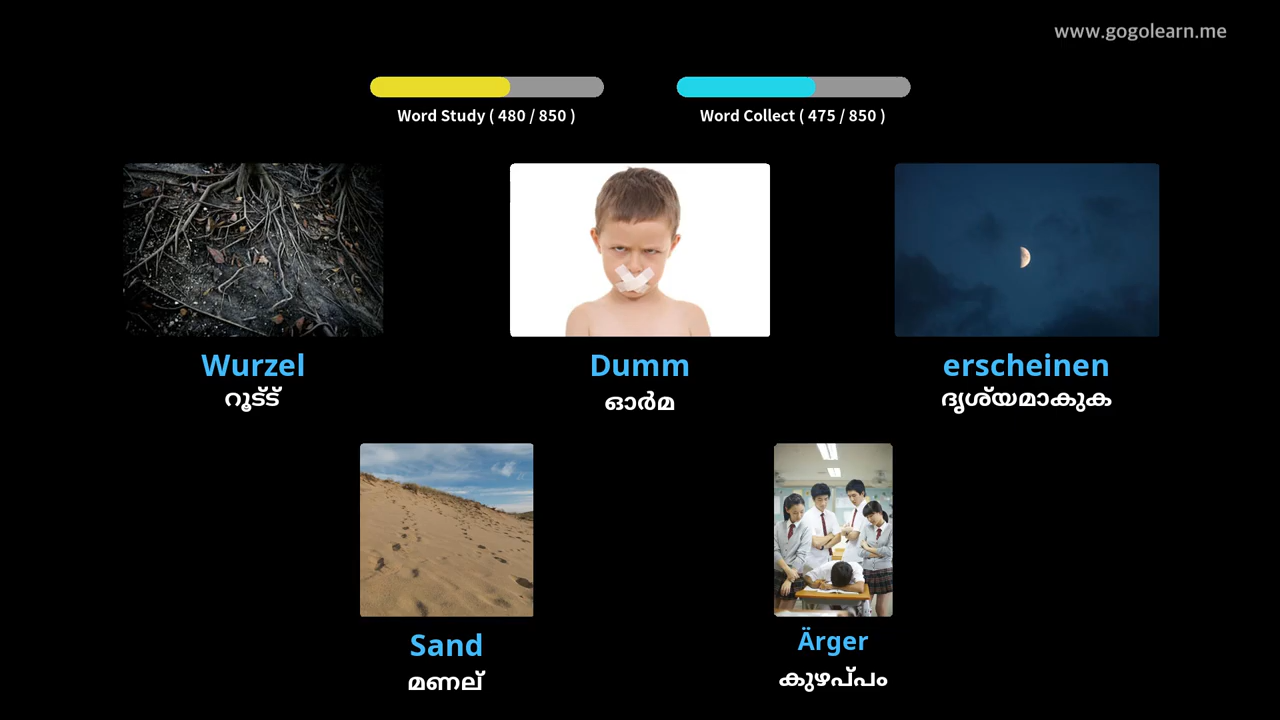 www.gogolearn.me
Word Study ( 480 / 850 )
Word Collect ( 475 / 850 )
Wurzel
റൂട്ട്
Dumm
ഓർമ
erscheinen
ദൃശ്യമാകുക
Sand
മണല്
Ärger
കുഴപ്പം